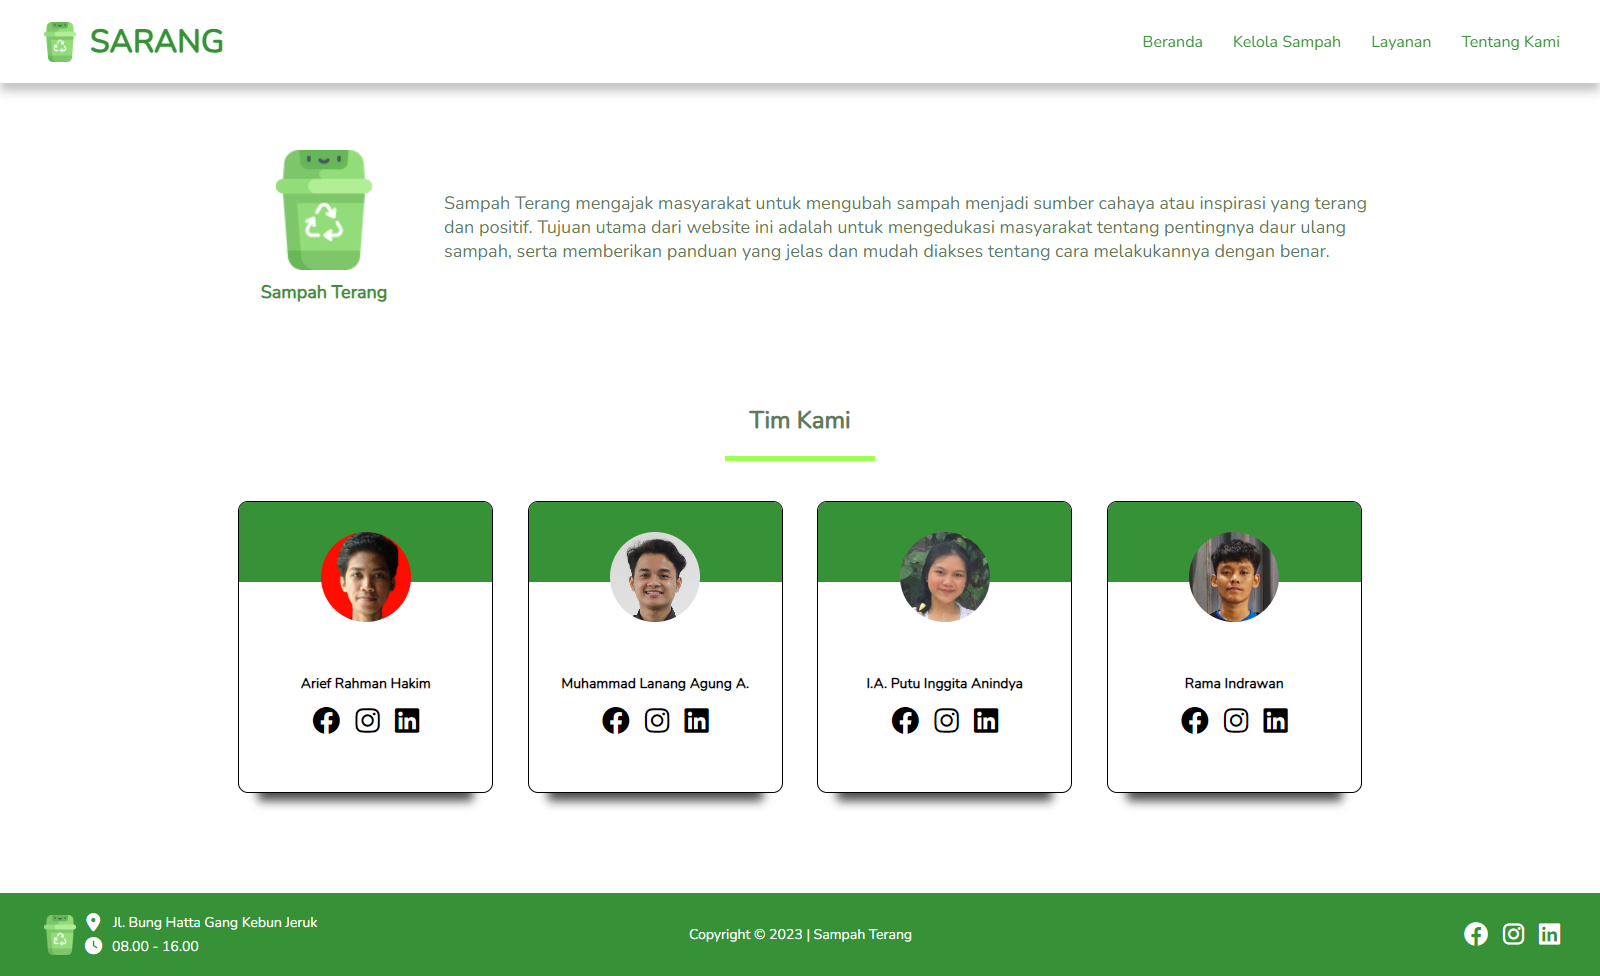 SARANG
Beranda
Kelola Sampah
Layanan
Tentang Kami
Sampah Terang
Sampah Terang mengajak masyarakat untuk mengubah sampah menjadi sumber cahaya atau inspirasi yang terang
dan positif. Tujuan utama dari website ini adalah untuk mengedukasi masyarakat tentang pentingnya daur ulang
sampah, serta memberikan panduan yang jelas dan mudah diakses tentang cara melakukannya dengan benar.
Tim Kami
Arief Rahman Hakim
Muhammad Lanang Agung A.
I.A. Putu Inggita Anindya
Rama Indrawan
Jl. Bung Hatta Gang Kebun Jeruk
08.00 - 16.00
Copyright © 2023 | Sampah Terang